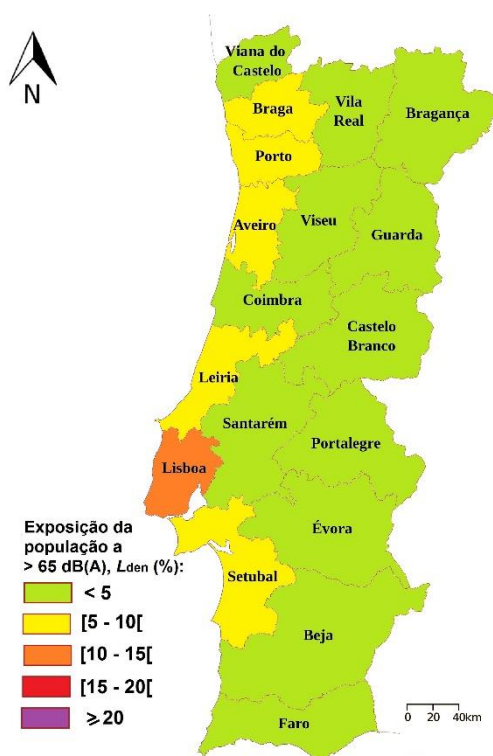 N
Viana do
Castelo
Braga
Vila
Real
Bragança
Porto
Aveiro
Viseu
Guarda
Coimbra
Castelo
Branco
Leiria
Santarém
Portalegre
Lisboa
Évora
Setubal
Beja
Faro
Exposição da
população a
> 65 dB(A), Lden (%):
< 5
[5 - 10[
[10 - 15[
[15 - 20[
⩾20
0 20 40km